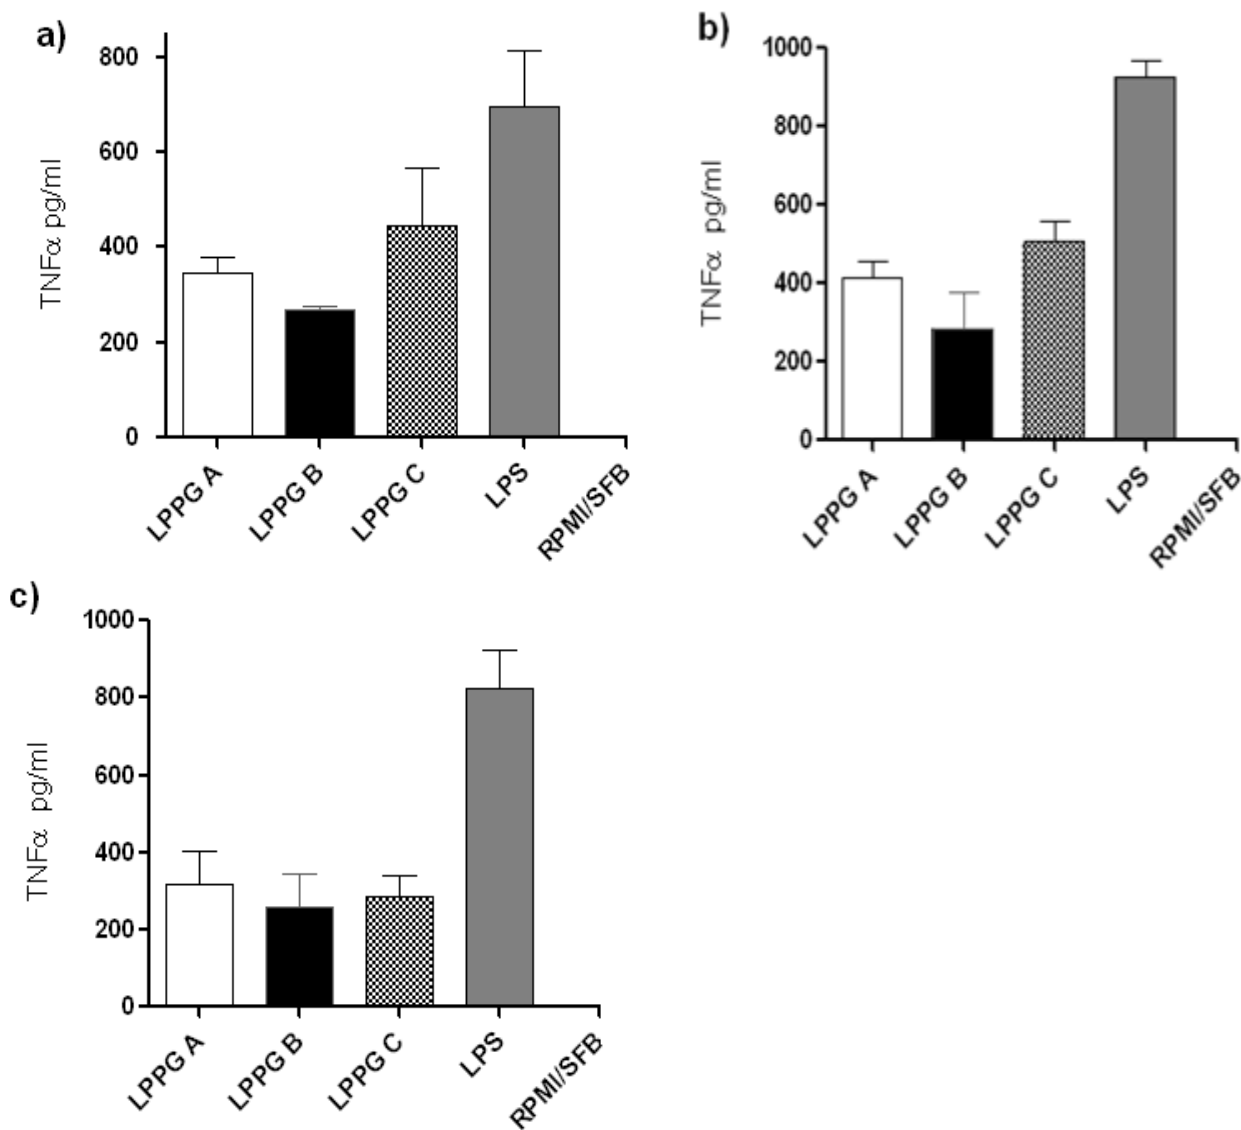 a)
TNFα pg/ml
800
600
400
200
0
LPPG A
LPPG B
LPPG C
LPS
RPMI/SFB
b)
TNFα pg/ml
1000
800
600
400
200
0
LPPG A
LPPG B
LPPG C
LPS
RPMI/SFB
c)
TNFα pg/ml
1000
800
600
400
200
0
LPPG A
LPPG B
LPPG C
LPS
RPMI/SFB